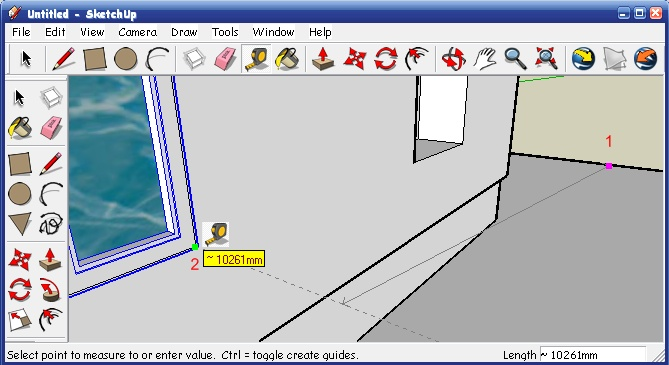 Untitled - SketchUp
File Edit View Camera Draw Tools Window Help
1
2
~ 10261mm
Select point to measure to or enter value. Ctrl = toggle create guides. Length ~ 10261mm